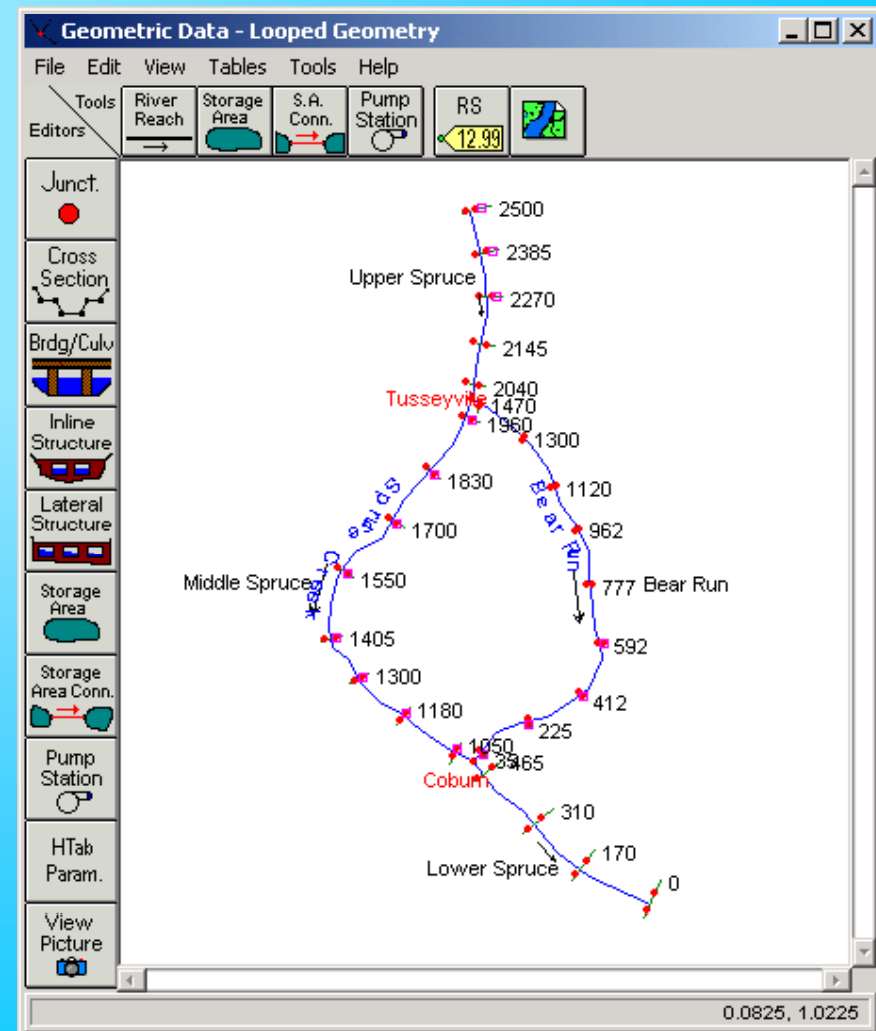 Geometric Data - Looped Geometry
File Edit View Tables Tools Help
Tools
Editors
River
Reach
Storage
Area
S.A.
Conn.
Pump
Station
RS
12.99
Junct.
Cross
Section
Brdg/Culv
Inline
Structure
Lateral
Structure
Storage
Area
Storage
Area Conn.
Pump
Station
HTab
Param.
View
Picture
2500
2385
Upper Spruce
2270
2145
2040
Tusseyville
1470
1960
1300
1830
Spruce Creek
1120
Bear Run
1700
962
Middle Spruce
1550
777
Bear Run
1405
592
1300
412
1180
225
1050
35
465
Coburn
310
170
Lower Spruce
0
0.0825, 1.0225